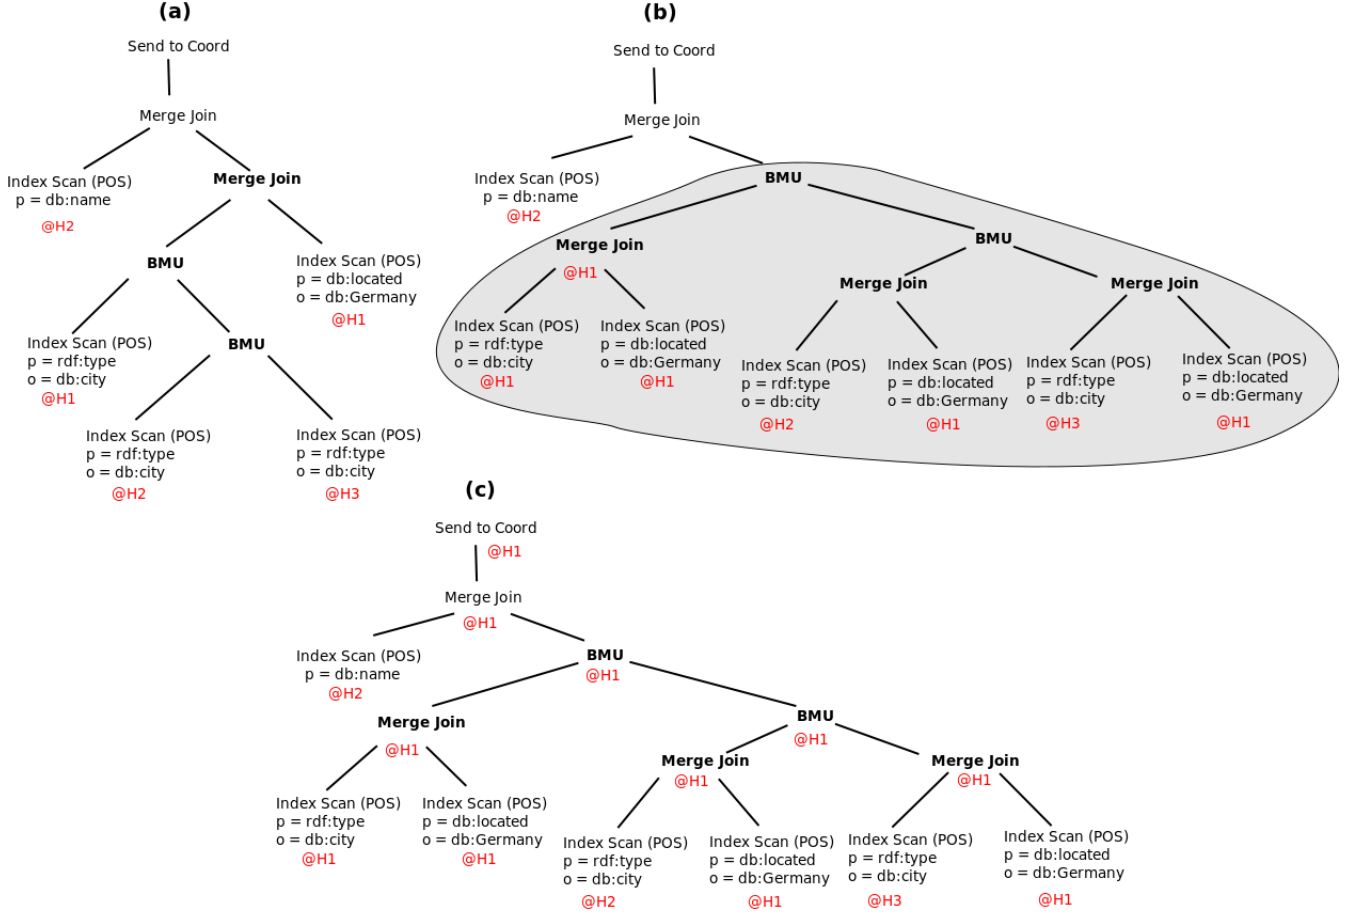 (a)
Send to Coord
Merge Join
Index Scan (POS)
p = db:name
@H2
Merge Join
BMU
Index Scan (POS)
p = db:located
o = db:Germany
@H1
Index Scan (POS)
p = rdf:type
o = db:city
@H1
BMU
Index Scan (POS)
p = rdf:type
o = db:city
@H2
Index Scan (POS)
p = rdf:type
o = db:city
@H3
(b)
Send to Coord
Merge Join
Index Scan (POS)
p = db:name
@H2
BMU
Merge Join
@H1
BMU
Index Scan (POS)
p = rdf:type
o = db:city
@H1
Index Scan (POS)
p = db:located
o = db:Germany
@H1
Merge Join
Merge Join
Index Scan (POS)
p = rdf:type
o = db:city
@H2
Index Scan (POS)
p = db:located
o = db:Germany
@H1
Index Scan (POS)
p = rdf:type
o = db:city
@H3
Index Scan (POS)
p = db:located
o = db:Germany
@H1
(c)
Send to Coord
@H1
Merge Join
@H1
Index Scan (POS)
p = db:name
@H2
BMU
@H1
Merge Join
@H1
BMU
@H1
Index Scan (POS)
p = rdf:type
o = db:city
@H1
Index Scan (POS)
p = db:located
o = db:Germany
@H1
Merge Join
@H1
Merge Join
@H1
Index Scan (POS)
p = rdf:type
o = db:city
@H2
Index Scan (POS)
p = db:located
o = db:Germany
@H1
Index Scan (POS)
p = rdf:type
o = db:city
@H3
Index Scan (POS)
p = db:located
o = db:Germany
@H1